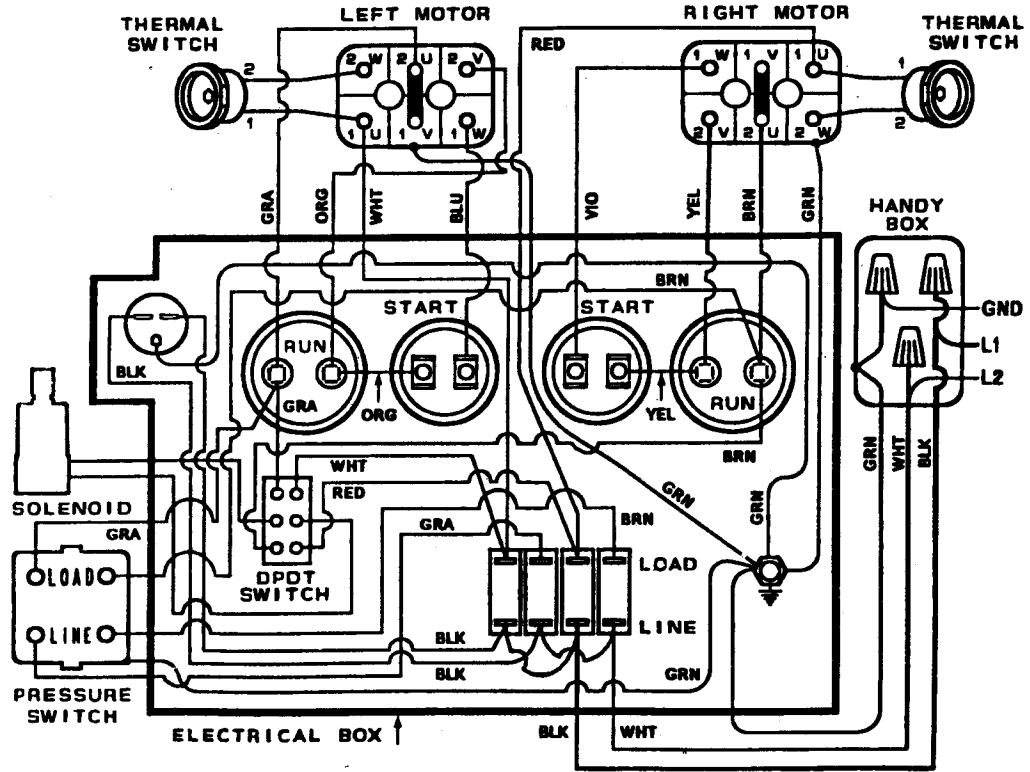 LEFT MOTOR
RIGHT MOTOR
THERMAL
SWITCH
THERMAL
SWITCH
RED
2 W
2 U
2 V
1 U
1 V
1 W
1 W
1 V
1 U
2 V
2 U
2 W
2
1
1
2
GRA
ORG
WHT
BLU
VIO
YEL
BRN
GRN
HANDY
BOX
GND
L1
L2
START
START
BRN
RUN
RUN
BLK
GRA
ORG
YEL
GRN
WHT
BLK
WHT
RED
BRN
GRN
GRN
SOLENOID
GRA
GRA
BRN
LOAD
LINE
DPDT
SWITCH
LOAD
LINE
BLK
BLK
GRN
PRESSURE
SWITCH
ELECTRICAL BOX
BLK
WHT